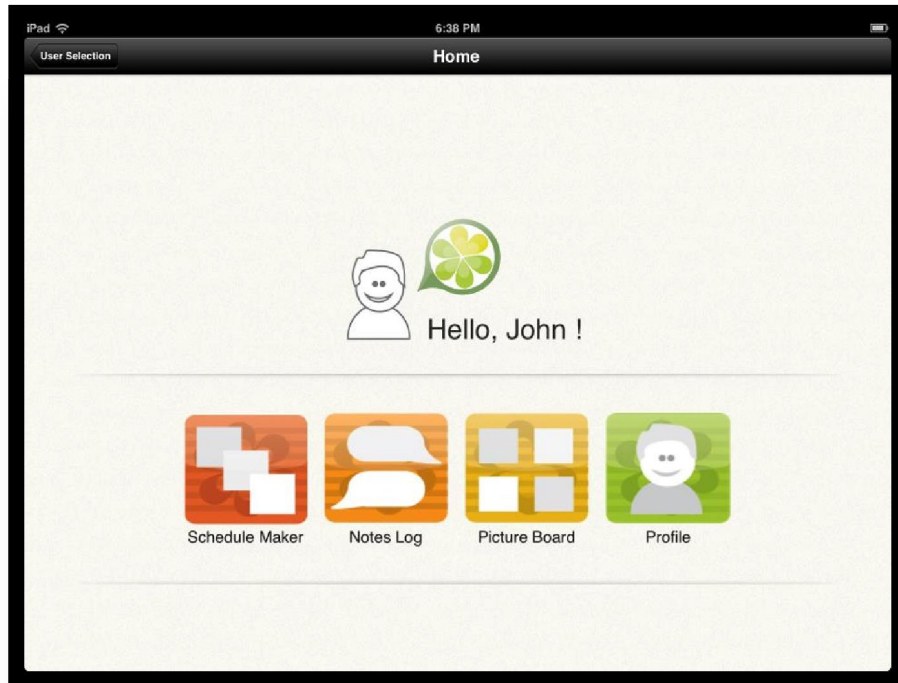 iPad 6:38 PM
User Selection Home
Hello, John !
Schedule Maker Notes Log Picture Board Profile